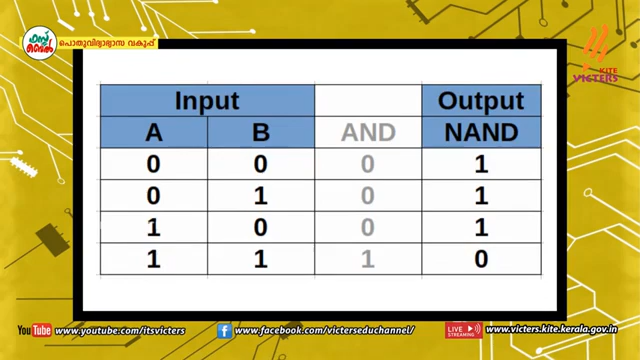 ഫസ്റ്റ് ബെൽ
പൊതുവിദ്യാഭ്യാസ വകുപ്പ്
KITE
VICTERS
Input Output
A B AND NAND
0 0 0 1
0 1 0 1
1 0 0 1
1 1 1 0
YouTube www.youtube.com/itsvicters
f www.facebook.com/victerseduchannel/
LIVE
STREAMING
www.victers.kite.kerala.gov.in